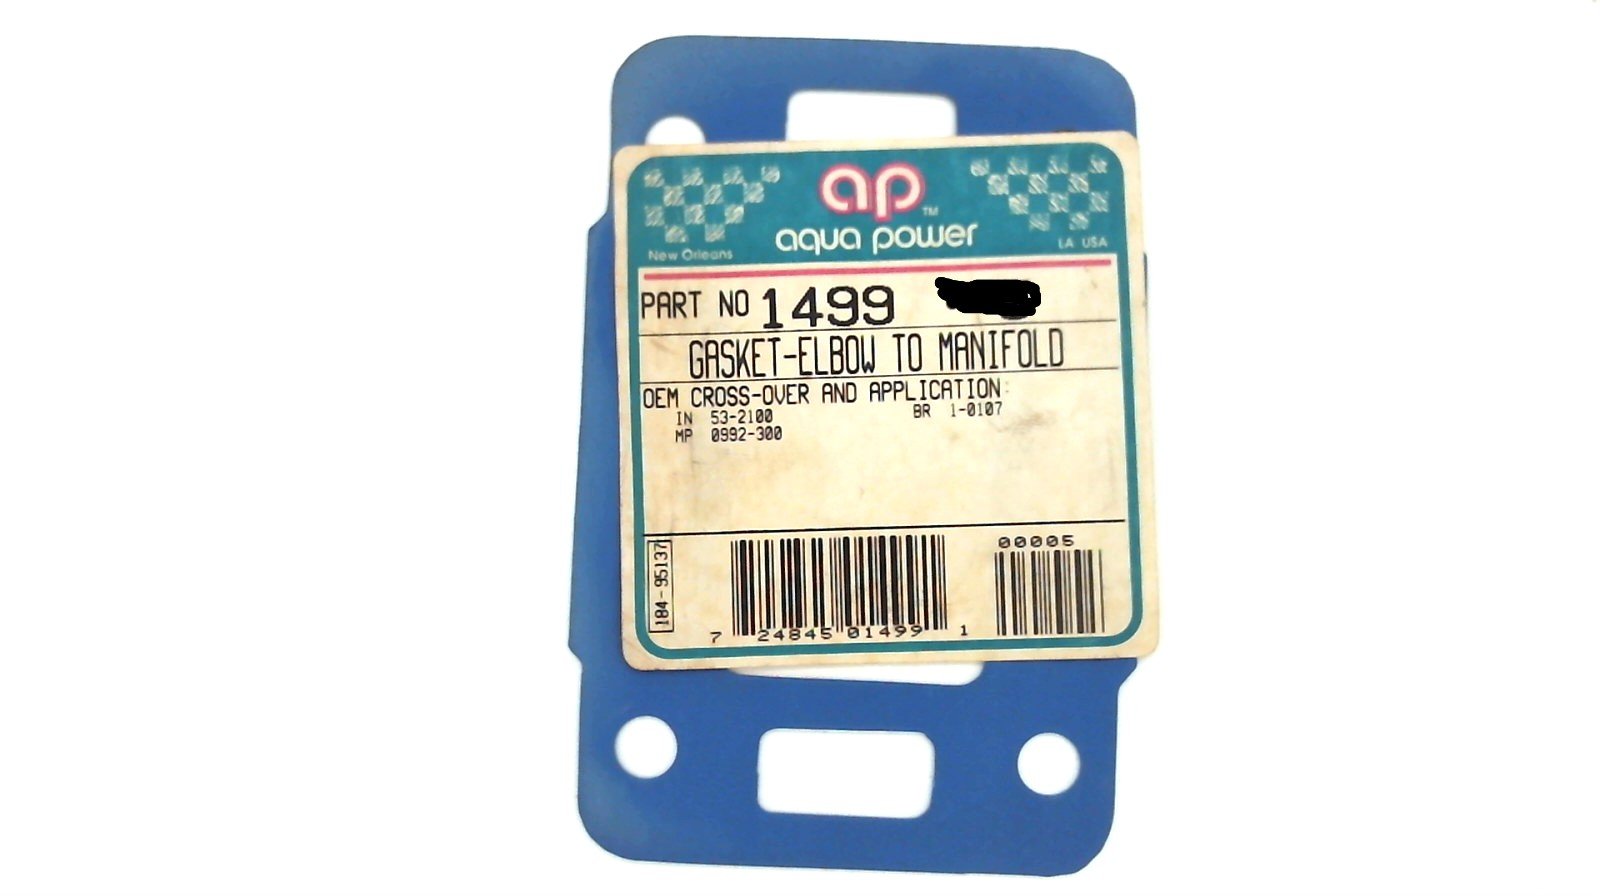 ap™
aqua power
New Orleans LA USA
PART NO 1499
GASKET-ELBOW TO MANIFOLD
OEM CROSS-OVER AND APPLICATION:
IN 53-2100 BR 1-0107
MP 0992-300
184-95137
00005
7 24845 01499 1